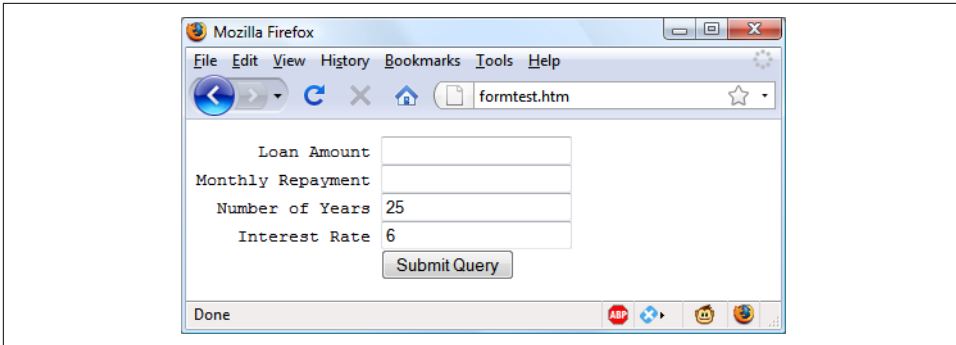 Mozilla Firefox
File Edit View History Bookmarks Tools Help
formtest.htm
Loan Amount
Monthly Repayment
Number of Years 25
Interest Rate 6
Submit Query
Done ABP